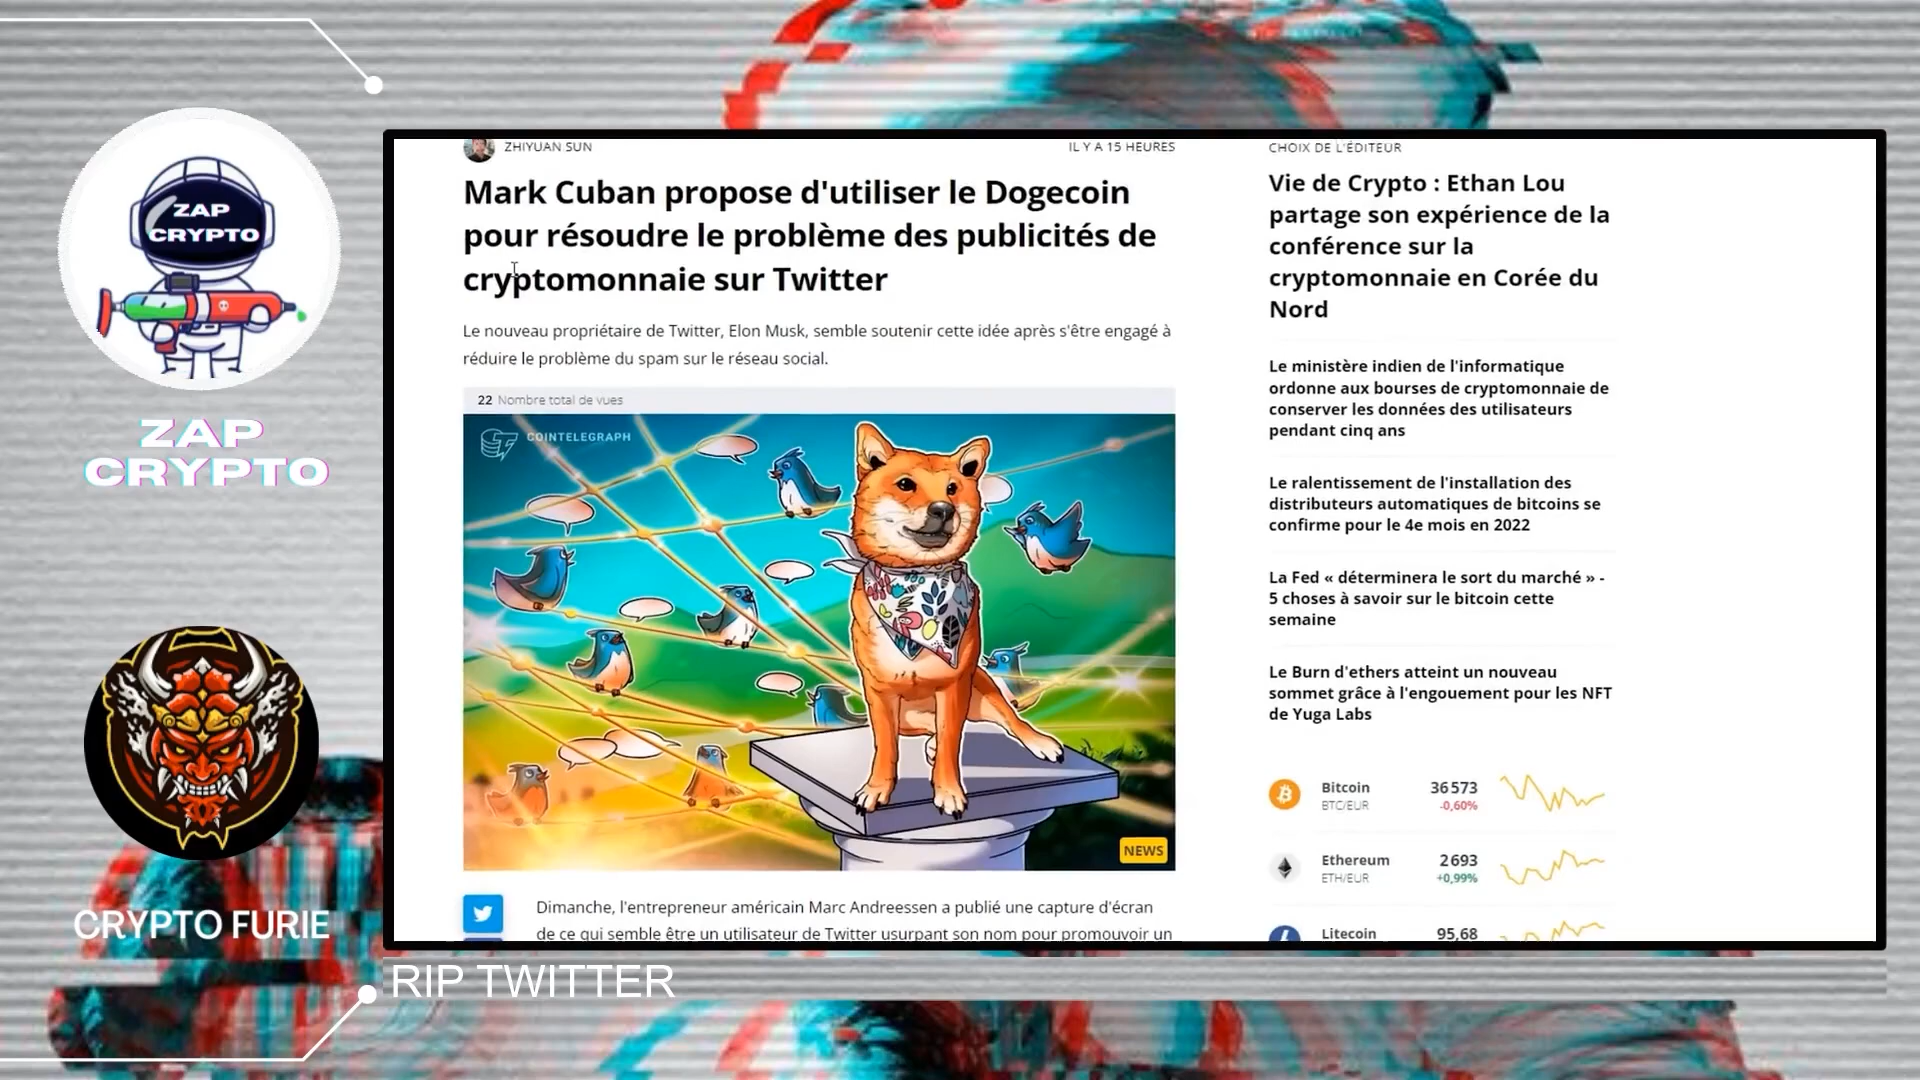 ZAP
CRYPTO
ZAP
CRYPTO
CRYPTO FURIE
ZHIYUAN SUN
IL Y A 15 HEURES
Mark Cuban propose d'utiliser le Dogecoin
pour résoudre le problème des publicités de
cryptomonnaie sur Twitter
Le nouveau propriétaire de Twitter, Elon Musk, semble soutenir cette idée après s'être engagé à
réduire le problème du spam sur le réseau social.
22 Nombre total de vues
COINTELEGRAPH
NEWS
Dimanche, l'entrepreneur américain Marc Andreessen a publié une capture d'écran
de ce qui semble être un utilisateur de Twitter usurpant son nom pour promouvoir un
CHOIX DE L'ÉDITEUR
Vie de Crypto : Ethan Lou
partage son expérience de la
conférence sur la
cryptomonnaie en Corée du
Nord
Le ministère indien de l'informatique
ordonne aux bourses de cryptomonnaie de
conserver les données des utilisateurs
pendant cinq ans
Le ralentissement de l'installation des
distributeurs automatiques de bitcoins se
confirme pour le 4e mois en 2022
La Fed « déterminera le sort du marché » -
5 choses à savoir sur le bitcoin cette
semaine
Le Burn d'ethers atteint un nouveau
sommet grâce à l'engouement pour les NFT
de Yuga Labs
Bitcoin 36 573
BTC/EUR -0,60%
Ethereum 2 693
ETH/EUR +0,99%
Litecoin 95,68
RIP TWITTER